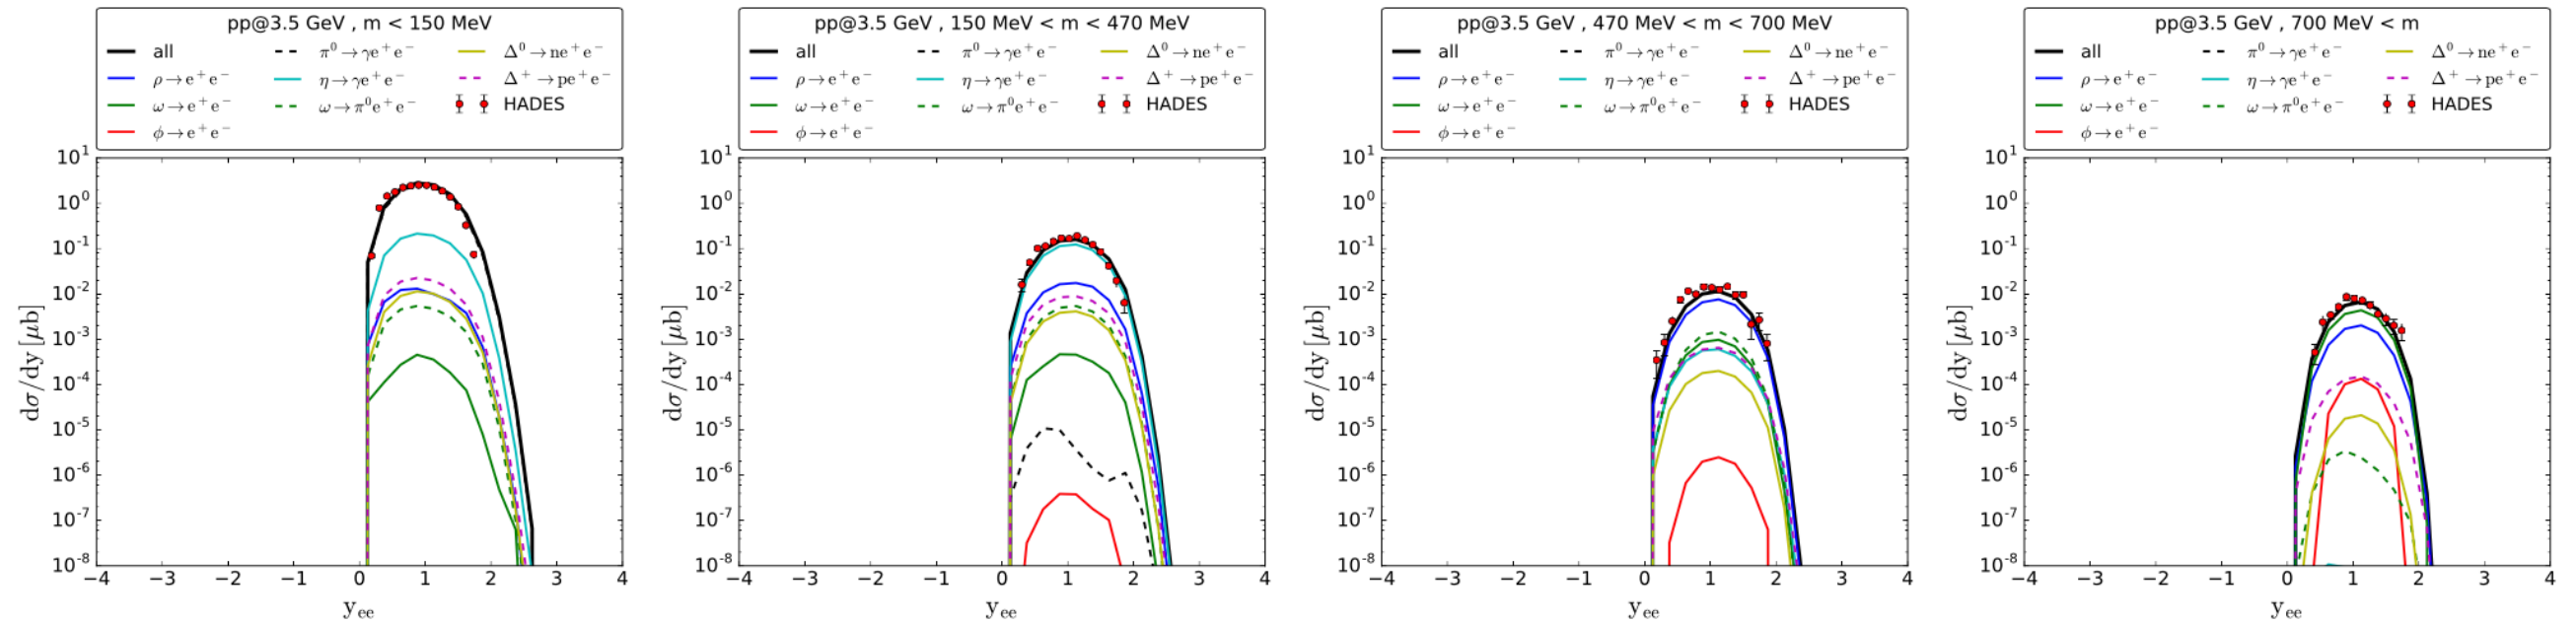 pp@3.5 GeV , m < 150 MeV
all π⁰→γe⁺e⁻ Δ⁰→ne⁺e⁻
ρ→e⁺e⁻ η→γe⁺e⁻ Δ⁺→pe⁺e⁻
ω→e⁺e⁻ ω→π⁰e⁺e⁻ HADES
ϕ→e⁺e⁻
10¹
10⁰
10⁻¹
10⁻²
10⁻³
10⁻⁴
10⁻⁵
10⁻⁶
10⁻⁷
10⁻⁸
dσ/dy [μb]
−4 −3 −2 −1 0 1 2 3 4
y_ee
pp@3.5 GeV , 150 MeV < m < 470 MeV
all π⁰→γe⁺e⁻ Δ⁰→ne⁺e⁻
ρ→e⁺e⁻ η→γe⁺e⁻ Δ⁺→pe⁺e⁻
ω→e⁺e⁻ ω→π⁰e⁺e⁻ HADES
ϕ→e⁺e⁻
10¹
10⁰
10⁻¹
10⁻²
10⁻³
10⁻⁴
10⁻⁵
10⁻⁶
10⁻⁷
10⁻⁸
dσ/dy [μb]
−4 −3 −2 −1 0 1 2 3 4
y_ee
pp@3.5 GeV , 470 MeV < m < 700 MeV
all π⁰→γe⁺e⁻ Δ⁰→ne⁺e⁻
ρ→e⁺e⁻ η→γe⁺e⁻ Δ⁺→pe⁺e⁻
ω→e⁺e⁻ ω→π⁰e⁺e⁻ HADES
ϕ→e⁺e⁻
10¹
10⁰
10⁻¹
10⁻²
10⁻³
10⁻⁴
10⁻⁵
10⁻⁶
10⁻⁷
10⁻⁸
dσ/dy [μb]
−4 −3 −2 −1 0 1 2 3 4
y_ee
pp@3.5 GeV , 700 MeV < m
all π⁰→γe⁺e⁻ Δ⁰→ne⁺e⁻
ρ→e⁺e⁻ η→γe⁺e⁻ Δ⁺→pe⁺e⁻
ω→e⁺e⁻ ω→π⁰e⁺e⁻ HADES
ϕ→e⁺e⁻
10¹
10⁰
10⁻¹
10⁻²
10⁻³
10⁻⁴
10⁻⁵
10⁻⁶
10⁻⁷
10⁻⁸
dσ/dy [μb]
−4 −3 −2 −1 0 1 2 3 4
y_ee